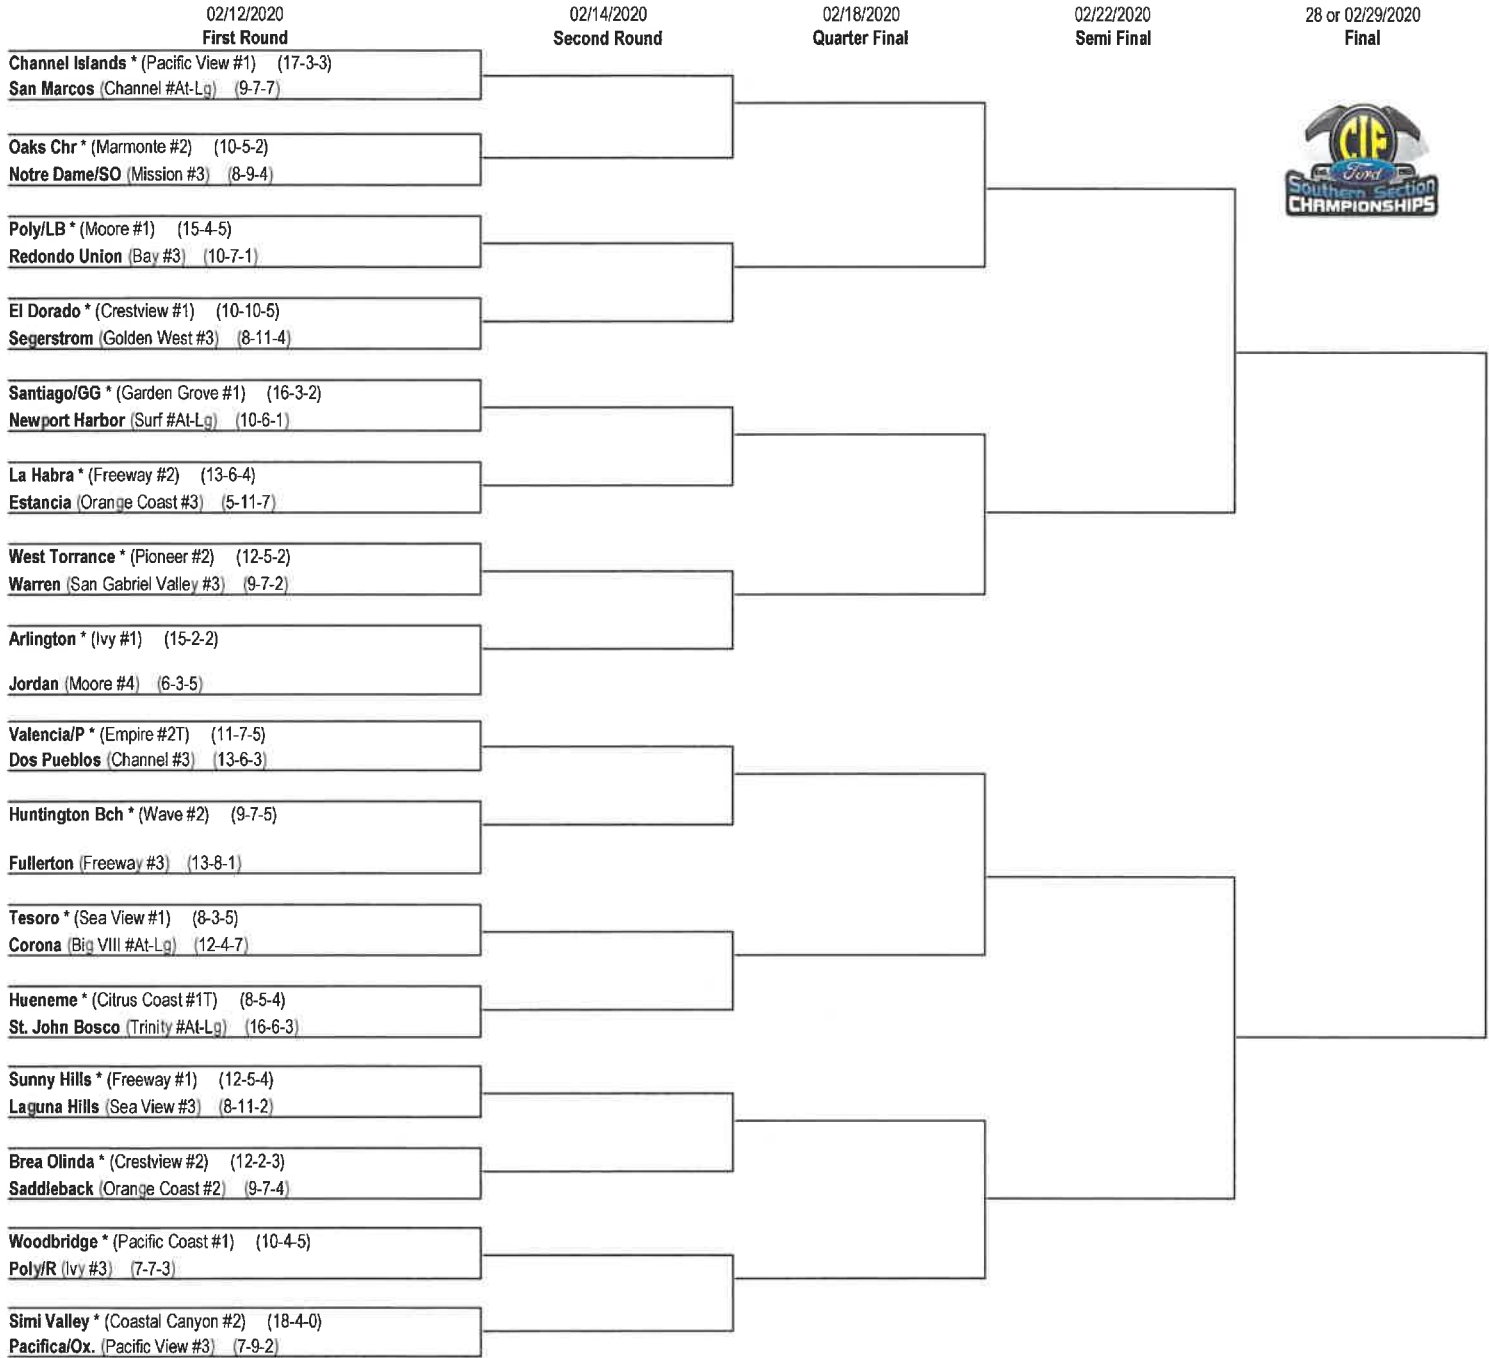 02/12/2020 02/14/2020 02/18/2020 02/22/2020 28 or 02/29/2020
First Round Second Round Quarter Final Semi Final Final
Channel Islands * (Pacific View #1) (17-3-3)
San Marcos (Channel #At-Lg) (9-7-7)
Oaks Chr * (Marmonte #2) (10-5-2)
Notre Dame/SO (Mission #3) (8-9-4)
Poly/LB * (Moore #1) (15-4-5)
Redondo Union (Bay #3) (10-7-1)
El Dorado * (Crestview #1) (10-10-5)
Segerstrom (Golden West #3) (8-11-4)
Santiago/GG * (Garden Grove #1) (16-3-2)
Newport Harbor (Surf #At-Lg) (10-6-1)
La Habra * (Freeway #2) (13-6-4)
Estancia (Orange Coast #3) (5-11-7)
West Torrance * (Pioneer #2) (12-5-2)
Warren (San Gabriel Valley #3) (9-7-2)
Arlington * (Ivy #1) (15-2-2)
Jordan (Moore #4) (6-3-5)
Valencia/P * (Empire #2T) (11-7-5)
Dos Pueblos (Channel #3) (13-6-3)
Huntington Bch * (Wave #2) (9-7-5)
Fullerton (Freeway #3) (13-8-1)
Tesoro * (Sea View #1) (8-3-5)
Corona (Big VIII #At-Lg) (12-4-7)
Hueneme * (Citrus Coast #1T) (8-5-4)
St. John Bosco (Trinity #At-Lg) (16-6-3)
Sunny Hills * (Freeway #1) (12-5-4)
Laguna Hills (Sea View #3) (8-11-2)
Brea Olinda * (Crestview #2) (12-2-3)
Saddleback (Orange Coast #2) (9-7-4)
Woodbridge * (Pacific Coast #1) (10-4-5)
Poly/R (Ivy #3) (7-7-3)
Simi Valley * (Coastal Canyon #2) (18-4-0)
Pacifica/Ox. (Pacific View #3) (7-9-2)
CIF
Ford
Southern Section
CHAMPIONSHIPS